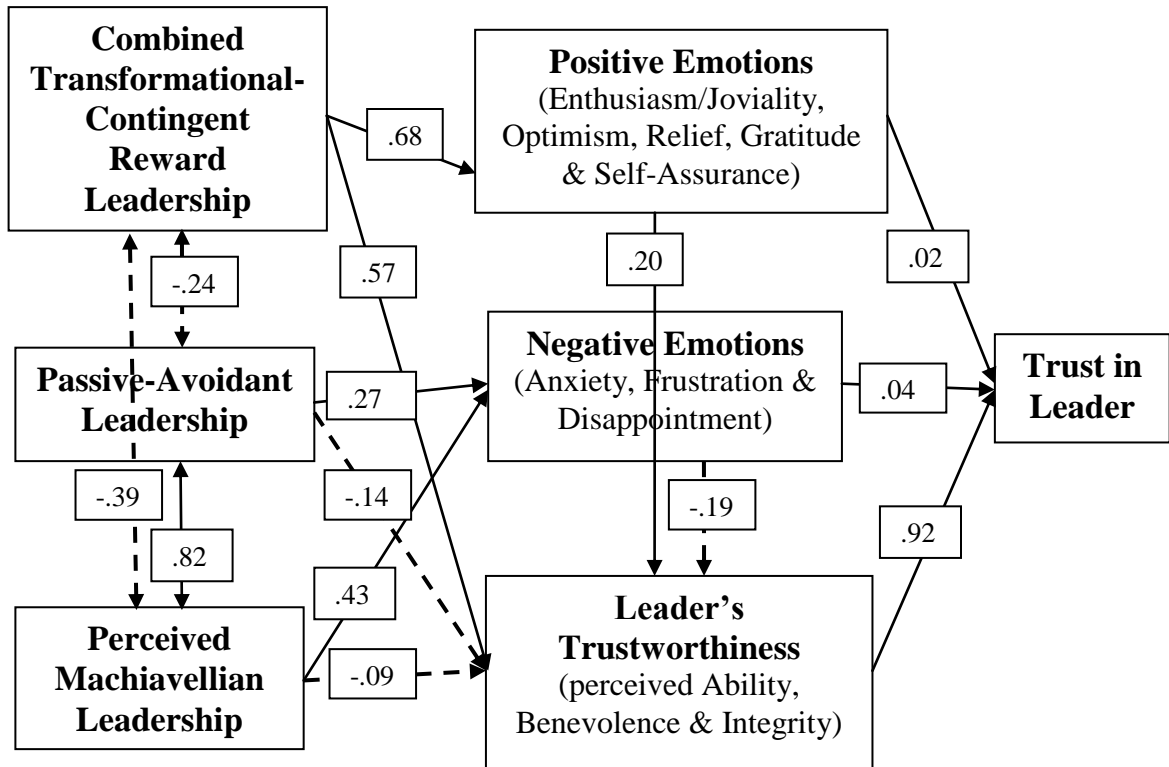 Combined
Transformational-
Contingent
Reward
Leadership
Positive Emotions
(Enthusiasm/Joviality,
Optimism, Relief, Gratitude
& Self-Assurance)
.68
.57
.20
.02
-.24
Passive-Avoidant
Leadership
.27
Negative Emotions
(Anxiety, Frustration &
Disappointment)
.04
Trust in
Leader
-.39
-.14
-.19
.82
.43
.92
Perceived
Machiavellian
Leadership
-.09
Leader's
Trustworthiness
(perceived Ability,
Benevolence & Integrity)